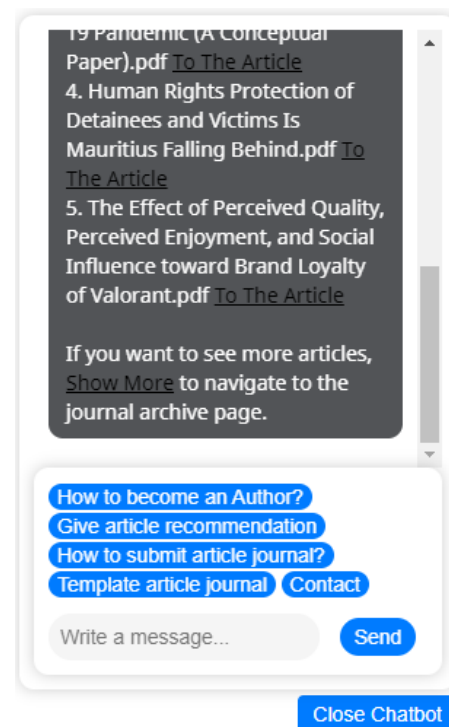 19 Pandemic (A Conceptual
Paper).pdf To The Article
4. Human Rights Protection of
Detainees and Victims Is
Mauritius Falling Behind.pdf To
The Article
5. The Effect of Perceived Quality,
Perceived Enjoyment, and Social
Influence toward Brand Loyalty
of Valorant.pdf To The Article
If you want to see more articles,
Show More to navigate to the
journal archive page.
How to become an Author?
Give article recommendation
How to submit article journal?
Template article journal Contact
Write a message... Send
Close Chatbot